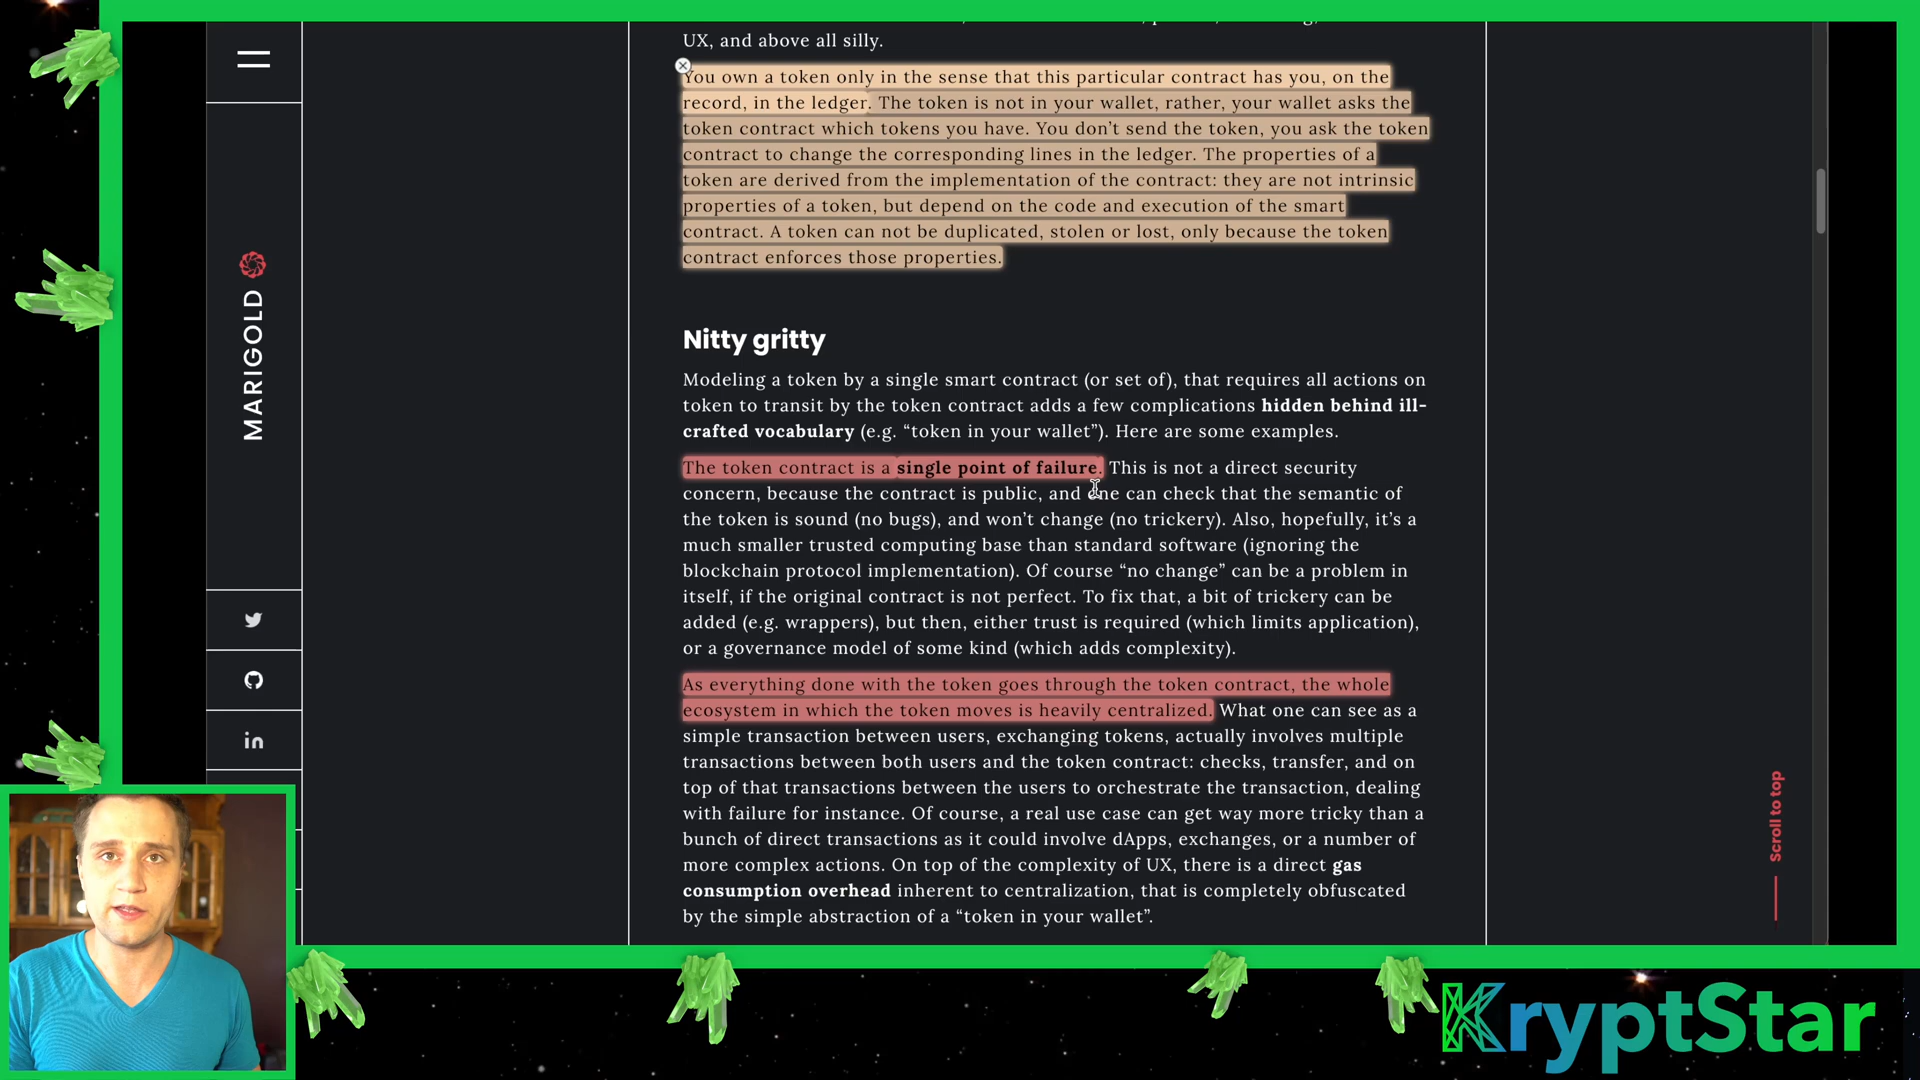 UX, and above all silly.
You own a token only in the sense that this particular contract has you, on the
record, in the ledger. The token is not in your wallet, rather, your wallet asks the
token contract which tokens you have. You don’t send the token, you ask the token
contract to change the corresponding lines in the ledger. The properties of a
token are derived from the implementation of the contract: they are not intrinsic
properties of a token, but depend on the code and execution of the smart
contract. A token can not be duplicated, stolen or lost, only because the token
contract enforces those properties.
Nitty gritty
Modeling a token by a single smart contract (or set of), that requires all actions on
token to transit by the token contract adds a few complications hidden behind ill-
crafted vocabulary (e.g. “token in your wallet”). Here are some examples.
The token contract is a single point of failure. This is not a direct security
concern, because the contract is public, and one can check that the semantic of
the token is sound (no bugs), and won’t change (no trickery). Also, hopefully, it’s a
much smaller trusted computing base than standard software (ignoring the
blockchain protocol implementation). Of course “no change” can be a problem in
itself, if the original contract is not perfect. To fix that, a bit of trickery can be
added (e.g. wrappers), but then, either trust is required (which limits application),
or a governance model of some kind (which adds complexity).
As everything done with the token goes through the token contract, the whole
ecosystem in which the token moves is heavily centralized. What one can see as a
simple transaction between users, exchanging tokens, actually involves multiple
transactions between both users and the token contract: checks, transfer, and on
top of that transactions between the users to orchestrate the transaction, dealing
with failure for instance. Of course, a real use case can get way more tricky than a
bunch of direct transactions as it could involve dApps, exchanges, or a number of
more complex actions. On top of the complexity of UX, there is a direct gas
consumption overhead inherent to centralization, that is completely obfuscated
by the simple abstraction of a “token in your wallet”.
MARIGOLD
in
Scroll to top
KryptStar